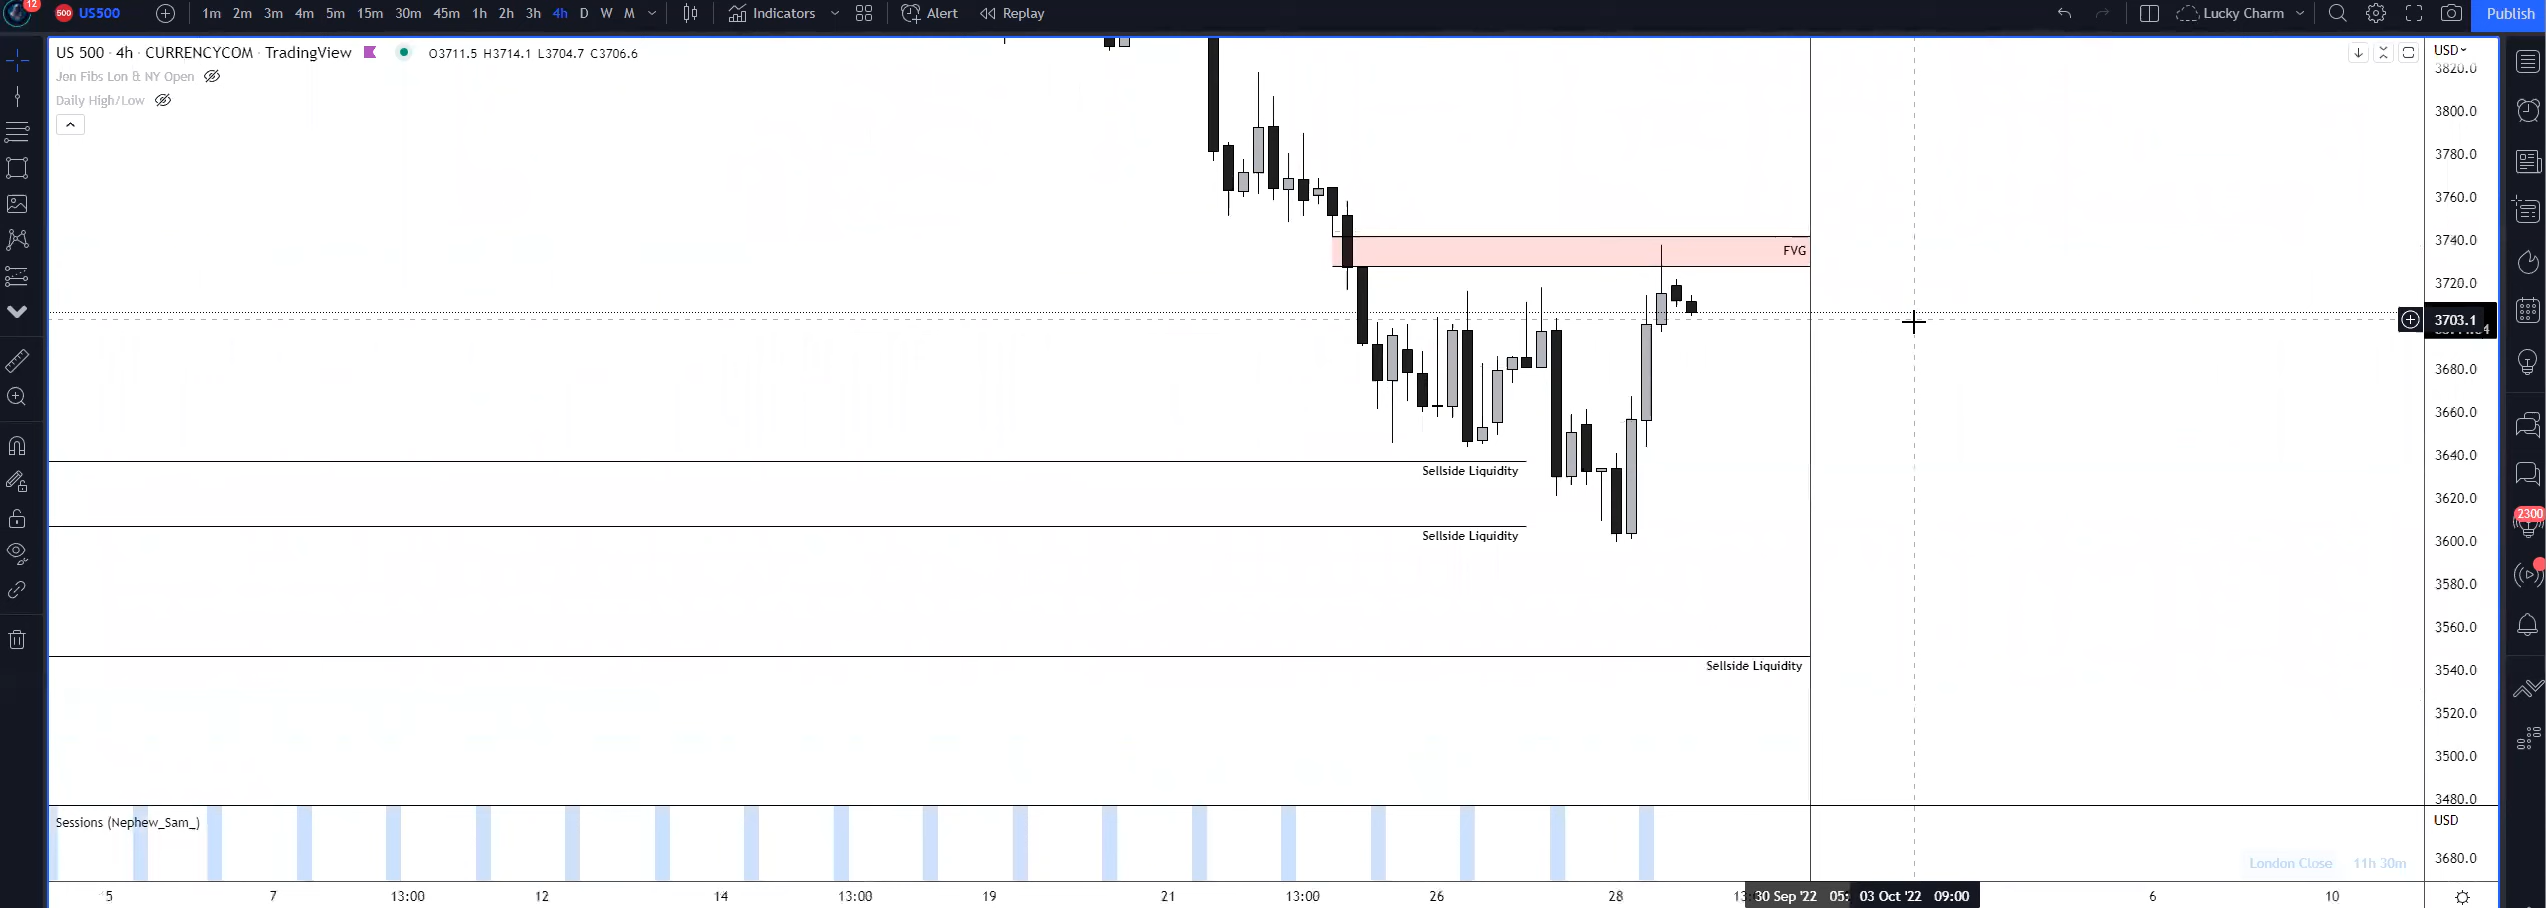 12
500 US500 1m 2m 3m 4m 5m 15m 30m 45m 1h 2h 3h 4h D W M Indicators Alert Replay Lucky Charm Publish
US 500 · 4h · CURRENCYCOM · TradingView O3711.5 H3714.1 L3704.7 C3706.6
Jen Fibs Lon & NY Open
Daily High/Low
USD
3820.0
3800.0
3780.0
3760.0
3740.0
FVG
3720.0
3703.1
3680.0
3660.0
3640.0
Sellside Liquidity
3620.0
2300
Sellside Liquidity
3600.0
3580.0
3560.0
Sellside Liquidity
3540.0
3520.0
3500.0
3480.0
Sessions (Nephew_Sam_)
USD
3680.0
London Close 11h 30m
5 7 13:00 12 14 13:00 19 21 13:00 26 28 30 Sep '22 05: 03 Oct '22 09:00 6 10